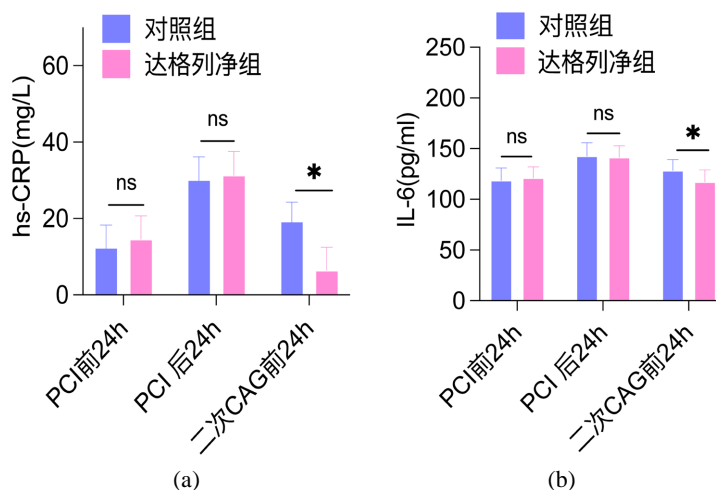 对照组
达格列净组
hs-CRP(mg/L)
60
40
20
0
ns
ns
*
PCI前24h
PCI 后24h
二次CAG前24h
(a)
对照组
达格列净组
IL-6(pg/ml)
250
200
150
100
50
0
ns
ns
*
PCI前24h
PCI 后24h
二次CAG前24h
(b)